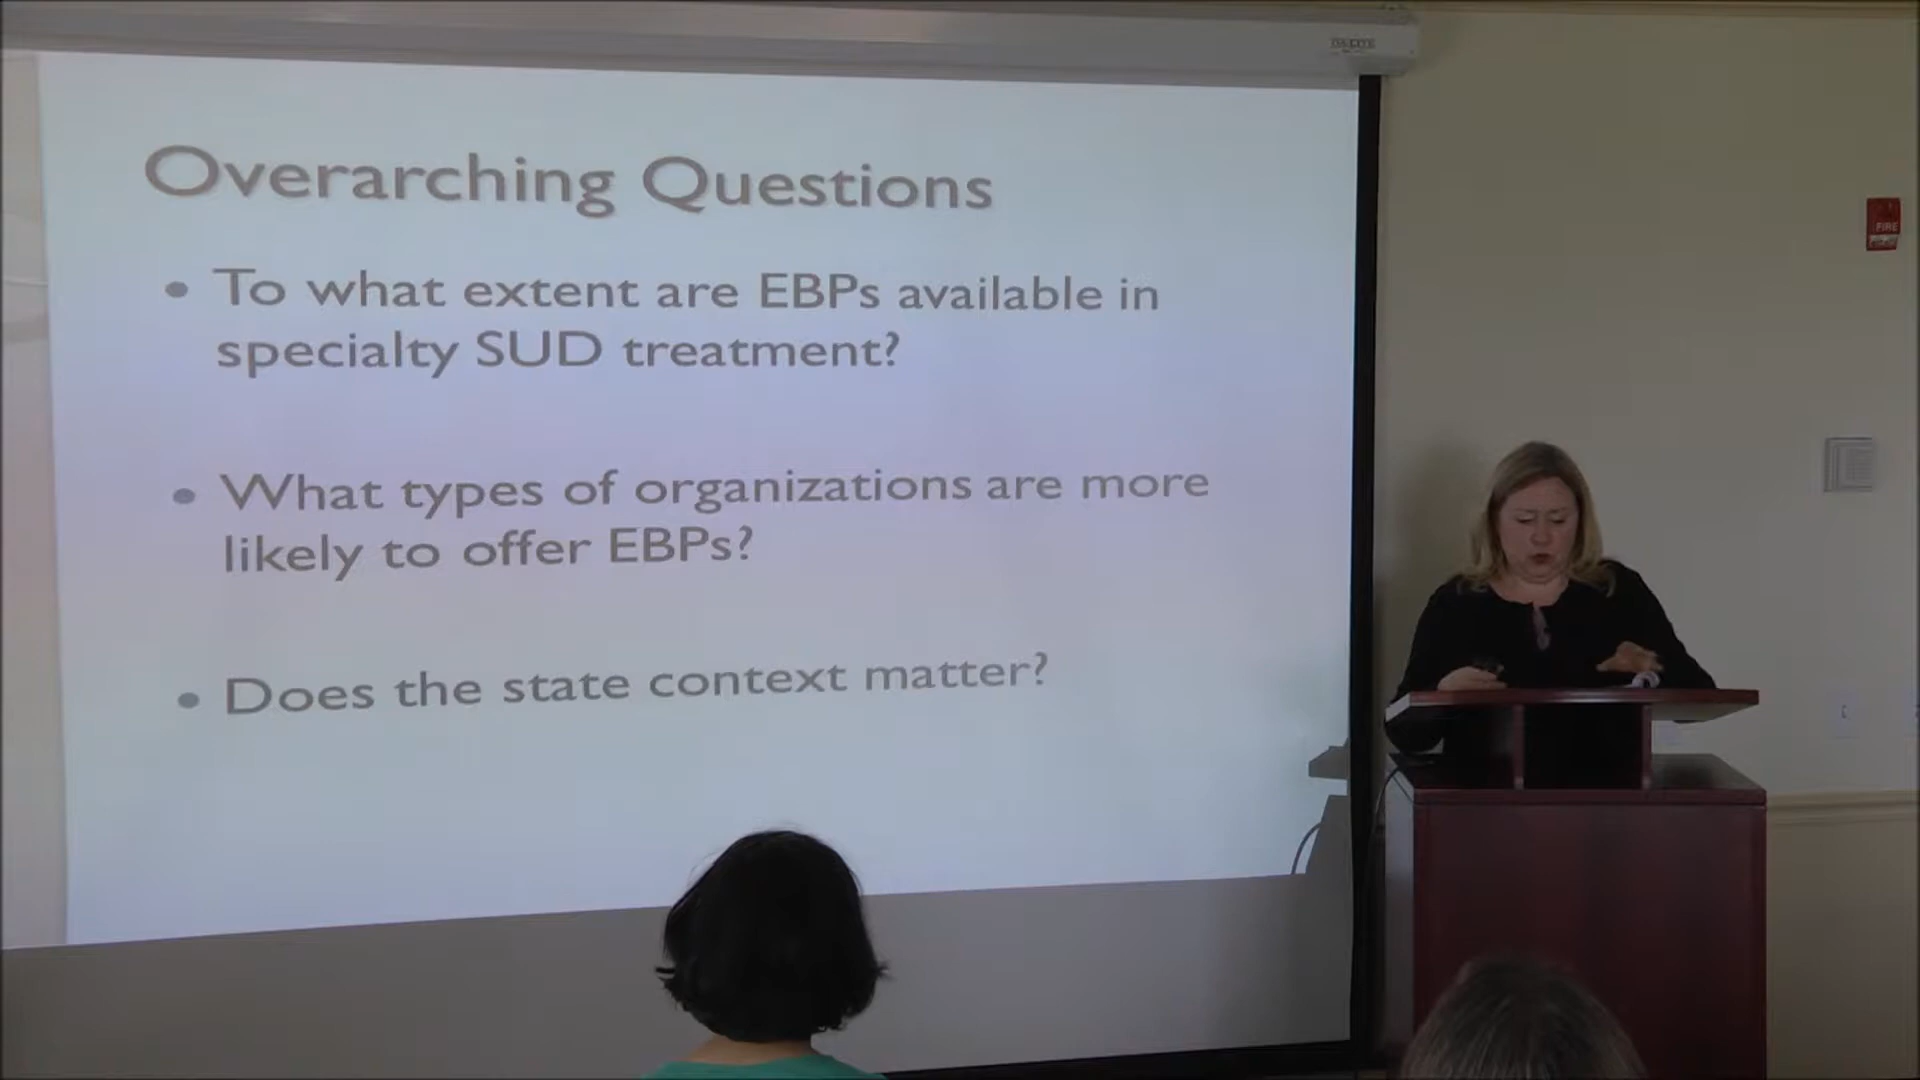 Overarching Questions
• To what extent are EBPs available in
specialty SUD treatment?
• What types of organizations are more
likely to offer EBPs?
• Does the state context matter?
FIRE